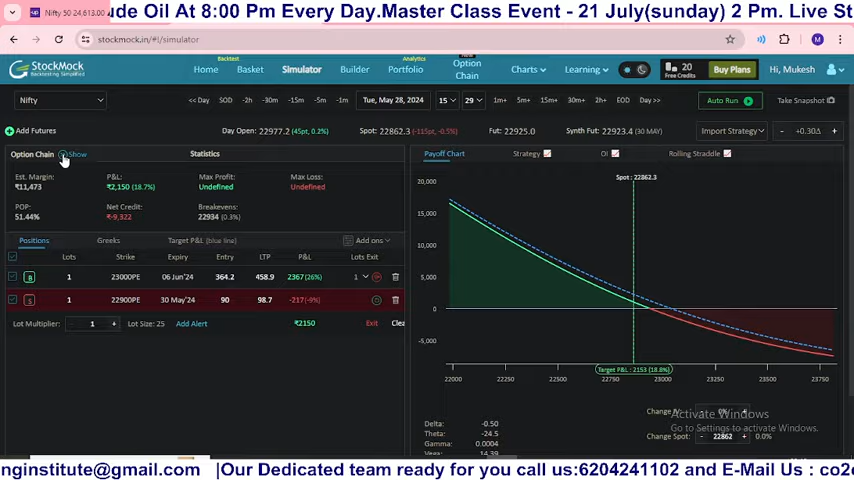 ude Oil At 8:00 Pm Every Day.Master Class Event - 21 July(sunday) 2 Pm. Live St
Nifty 50 24,613.00
stockmock.in/#!/simulator
M
StockMock
Backtesting Simplified
Home
Backtest
Basket
Simulator
Builder
Analytics
Portfolio
Option Chain
Charts
Learning
20
Free Credits
Buy Plans
Hi, Mukesh
Nifty
<< Day
SOD
-2h
-30m
-15m
-5m
-1m
Tue, May 28, 2024
15
29
1m+
5m+
15m+
30m+
2h+
EOD
Day >>
Auto Run
Take Snapshot
Add Futures
Day Open: 22977.2 (45pt, 0.2%)
Spot: 22862.3 (-115pt, -0.5%)
Fut: 22925.0
Synth Fut: 22923.4 (30 MAY)
Import Strategy
- +0.30Δ +
Option Chain
Show
Statistics
Payoff Chart
Strategy
OI
Rolling Straddle
Est. Margin:
₹11,473
P&L:
₹2,150 (18.7%)
Max Profit:
Undefined
Max Loss:
Undefined
POP:
51.44%
Net Credit:
₹-9,322
Breakevens:
22934 (0.3%)
Positions
Greeks
Target P&L (blue line)
Add ons
Lots Strike Expiry Entry LTP P&L Lots Exit
B 1 23000PE 06 Jun'24 364.2 458.9 2367 (26%) 1
S 1 22900PE 30 May'24 90 98.7 -217(-9%)
Lot Multiplier: - 1 + Lot Size: 25 Add Alert ₹2150 Exit Clea
Spot : 22862.3
20,000
15,000
10,000
5,000
0
-5,000
Target P&L : 2153 (18.8%)
22000 22250 22500 22750 23000 23250 23500 23750
Delta: -0.50
Theta: -24.5
Gamma: 0.0004
Vega: 14.39
Change IV: - 0% +
Change Spot: - 22862 + 0.0%
Activate Windows
Go to Settings to activate Windows.
nginstitute@gmail.com |Our Dedicated team ready for you call us:6204241102 and E-Mail Us : co2